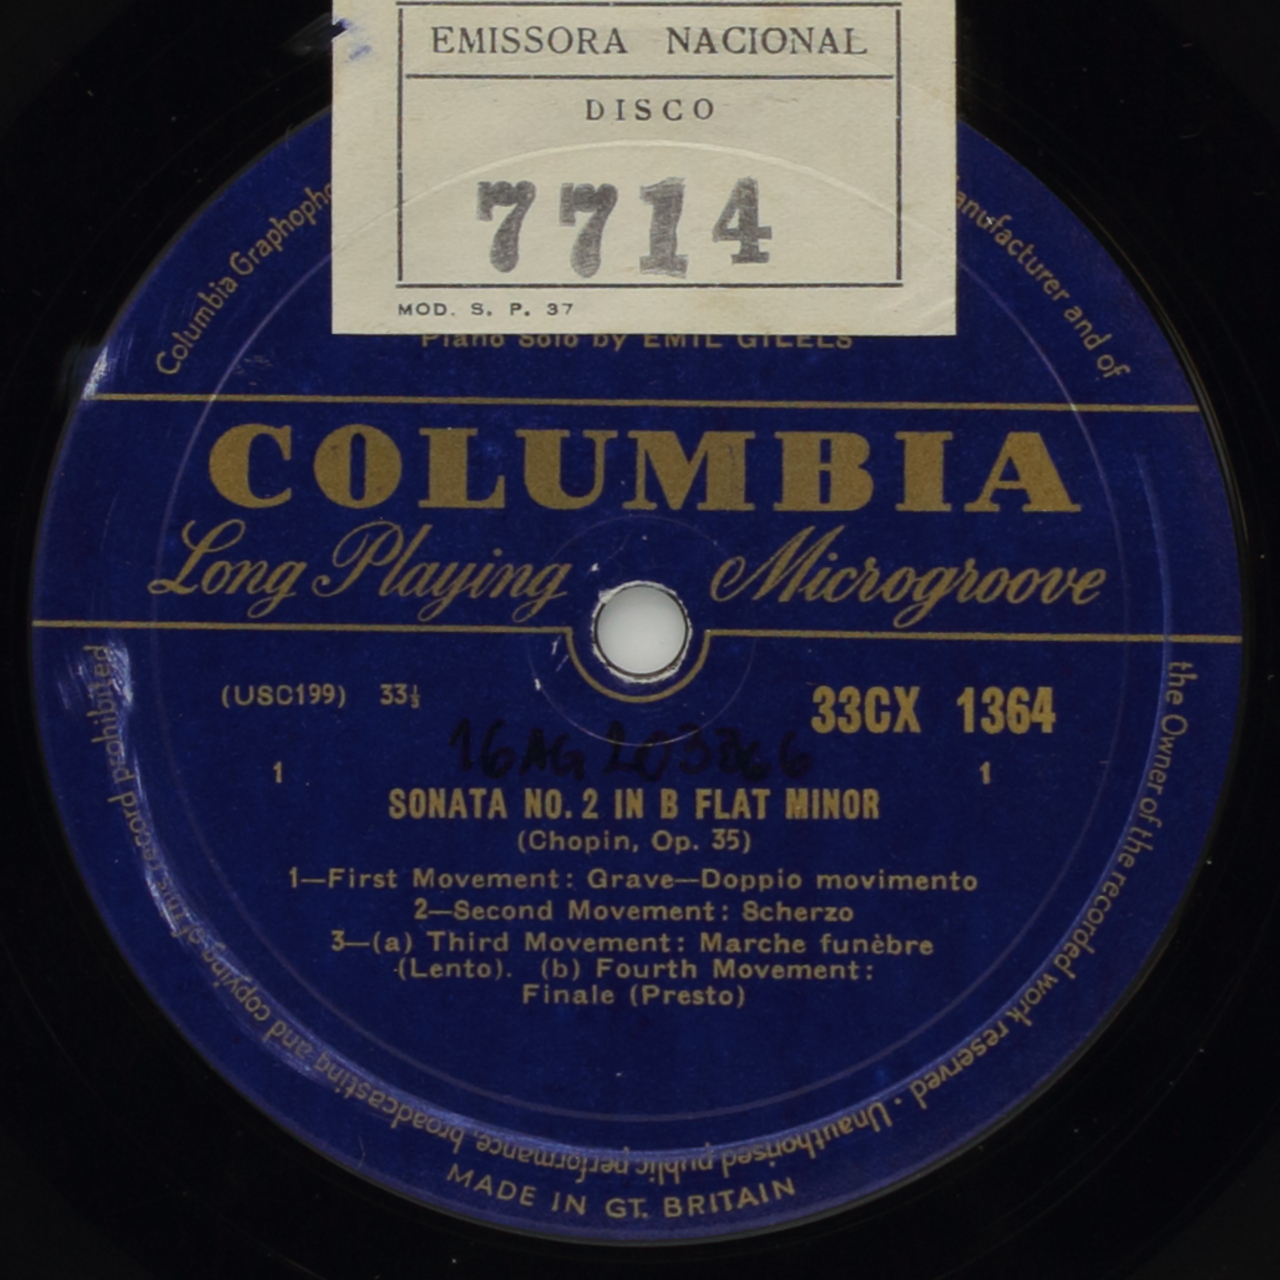 EMISSORA NACIONAL
DISCO
7714
MOD. S. P. 37
Piano Solo by EMIL GILELS
COLUMBIA
Long Playing Microgroove
(USC199) 33⅓
33CX 1364
1 1
SONATA NO. 2 IN B FLAT MINOR
(Chopin, Op. 35)
1—First Movement: Grave—Doppio movimento
2—Second Movement: Scherzo
3—(a) Third Movement: Marche funèbre
(Lento). (b) Fourth Movement:
Finale (Presto)
Columbia
and of the Owner of the recorded work reserved · Unauthorised public performance, broadcasting and copying of this record prohibited
MADE IN GT. BRITAIN